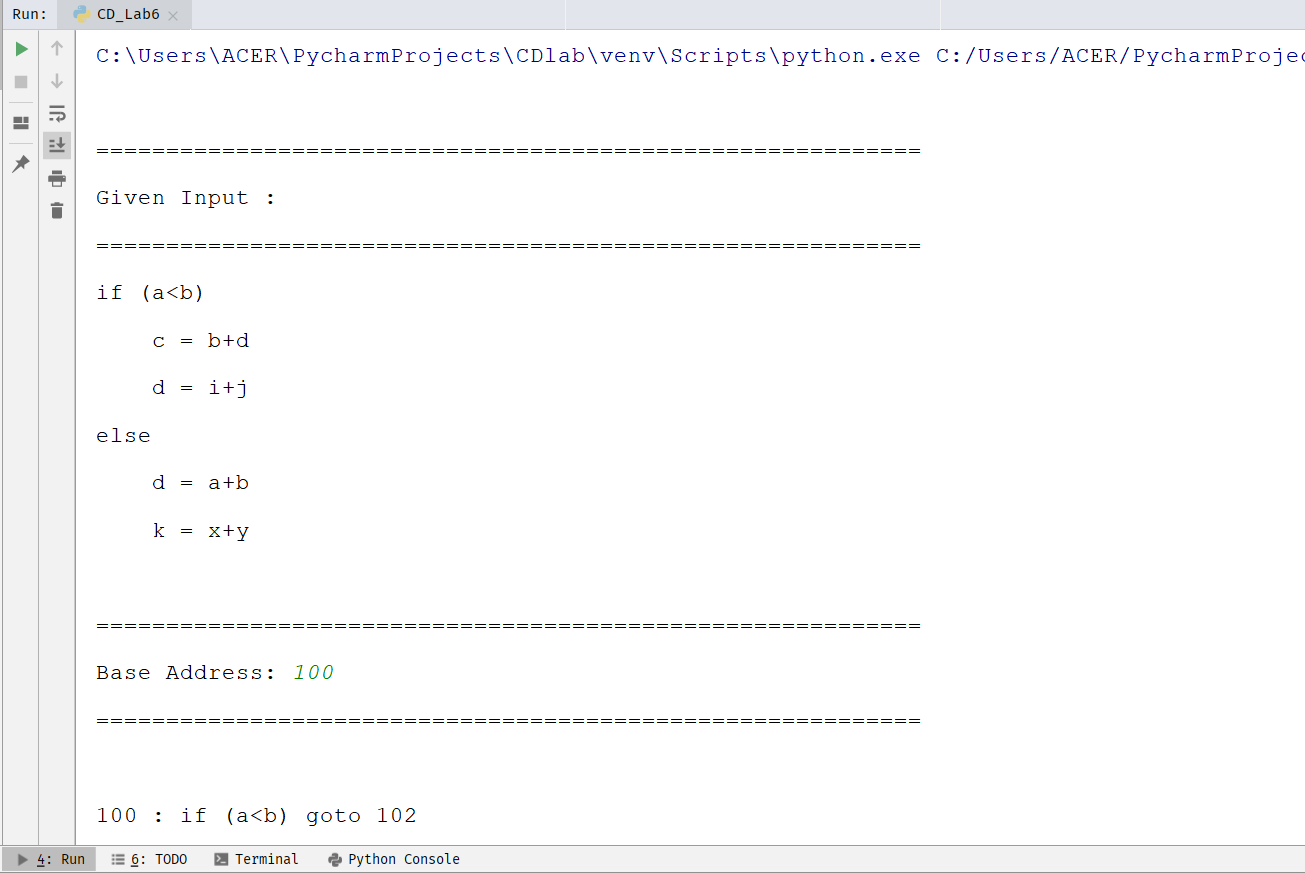 Run: CD_Lab6
C:\Users\ACER\PycharmProjects\CDlab\venv\Scripts\python.exe C:/Users/ACER/PycharmProjec
===========================================================
Given Input :
===========================================================
if (a<b)
    c = b+d
    d = i+j
else
    d = a+b
    k = x+y
===========================================================
Base Address: 100
===========================================================
100 : if (a<b) goto 102
4: Run 6: TODO Terminal Python Console